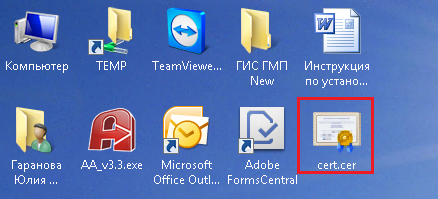 Компьютер
TEMP
TeamViewe...
ГИС ГМП
New
Инструкция
по устано...
Гаранова
Юлия ...
AA_v3.3.exe
Microsoft
Office Outl...
Adobe
FormsCentral
cert.cer